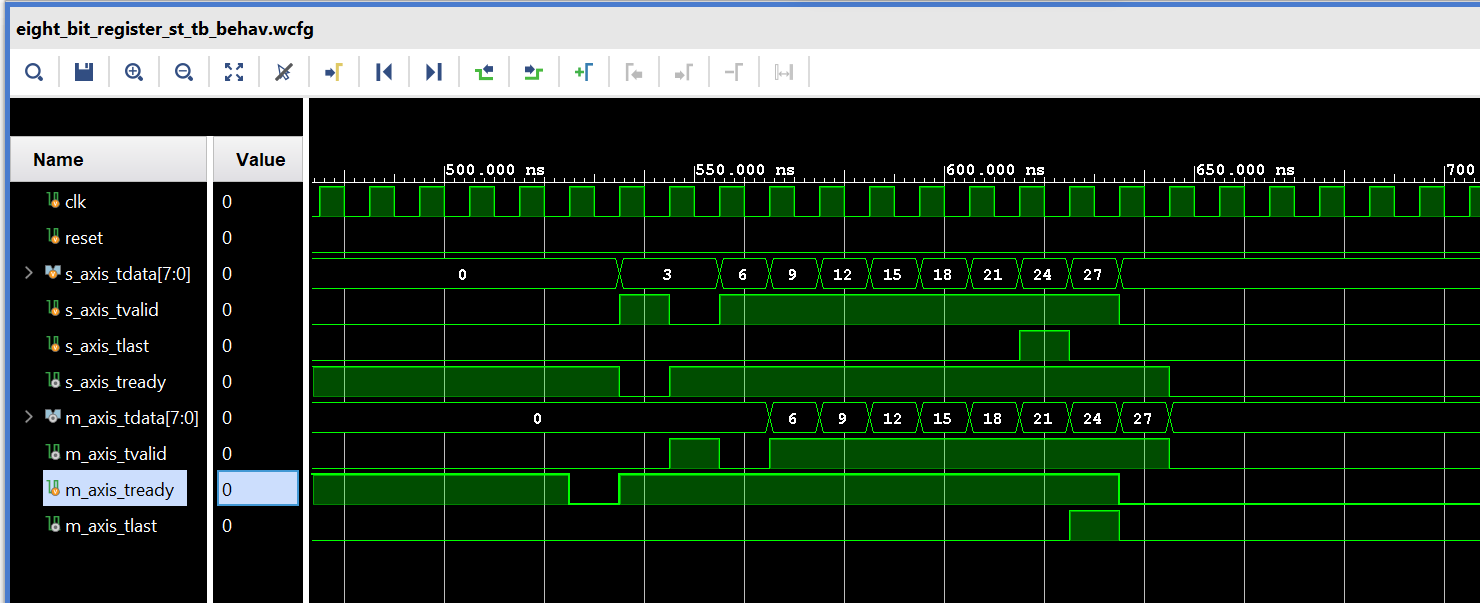 eight_bit_register_st_tb_behav.wcfg
Name Value
500.000 ns 550.000 ns 600.000 ns 650.000 ns 700
clk 0
reset 0
s_axis_tdata[7:0] 0 0 3 6 9 12 15 18 21 24 27
s_axis_tvalid 0
s_axis_tlast 0
s_axis_tready 0
m_axis_tdata[7:0] 0 0 6 9 12 15 18 21 24 27
m_axis_tvalid 0
m_axis_tready 0
m_axis_tlast 0